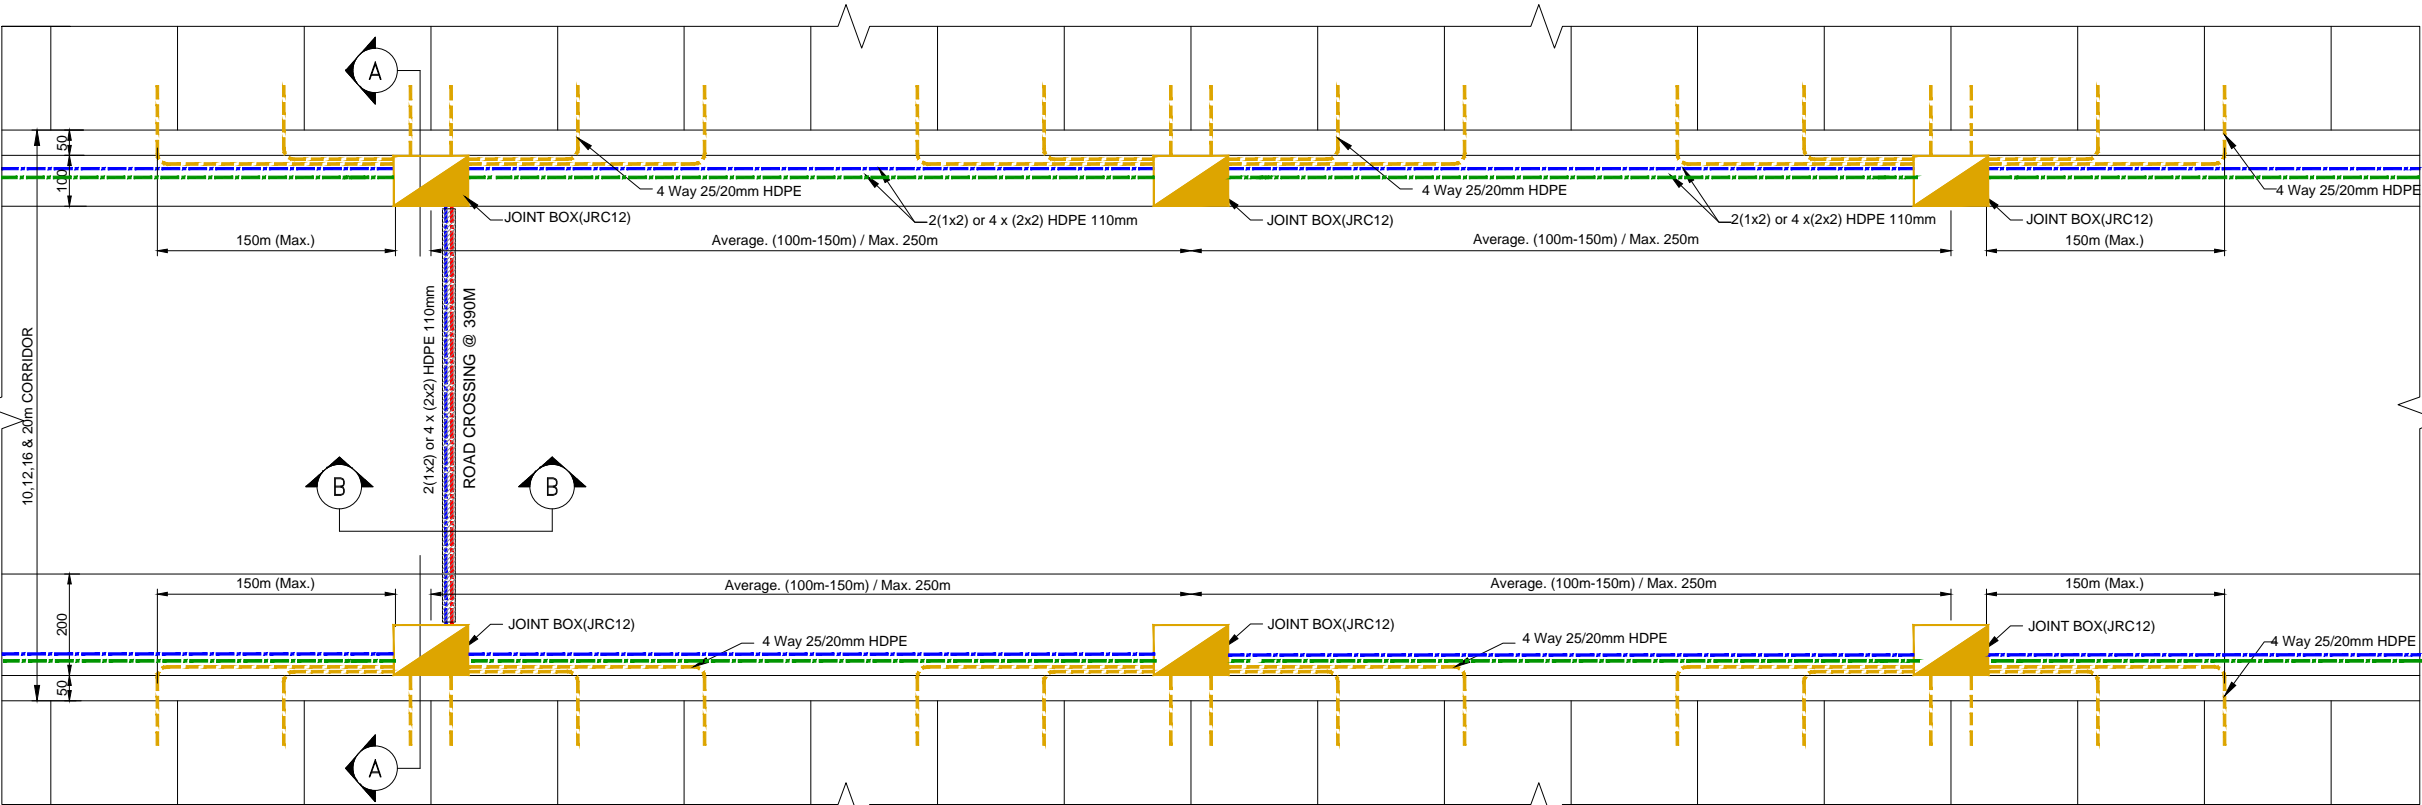 A
50
100
4 Way 25/20mm HDPE
4 Way 25/20mm HDPE
4 Way 25/20mm HDPE
JOINT BOX(JRC12)
2(1x2) or 4 x (2x2) HDPE 110mm
JOINT BOX(JRC12)
2(1x2) or 4 x(2x2) HDPE 110mm
JOINT BOX(JRC12)
150m (Max.)
Average. (100m-150m) / Max. 250m
Average. (100m-150m) / Max. 250m
150m (Max.)
10,12,16 & 20m CORRIDOR
2(1x2) or 4 x (2x2) HDPE 110mm
ROAD CROSSING @ 390M
B
B
150m (Max.)
Average. (100m-150m) / Max. 250m
Average. (100m-150m) / Max. 250m
150m (Max.)
200
JOINT BOX(JRC12)
JOINT BOX(JRC12)
JOINT BOX(JRC12)
4 Way 25/20mm HDPE
4 Way 25/20mm HDPE
4 Way 25/20mm HDPE
50
A